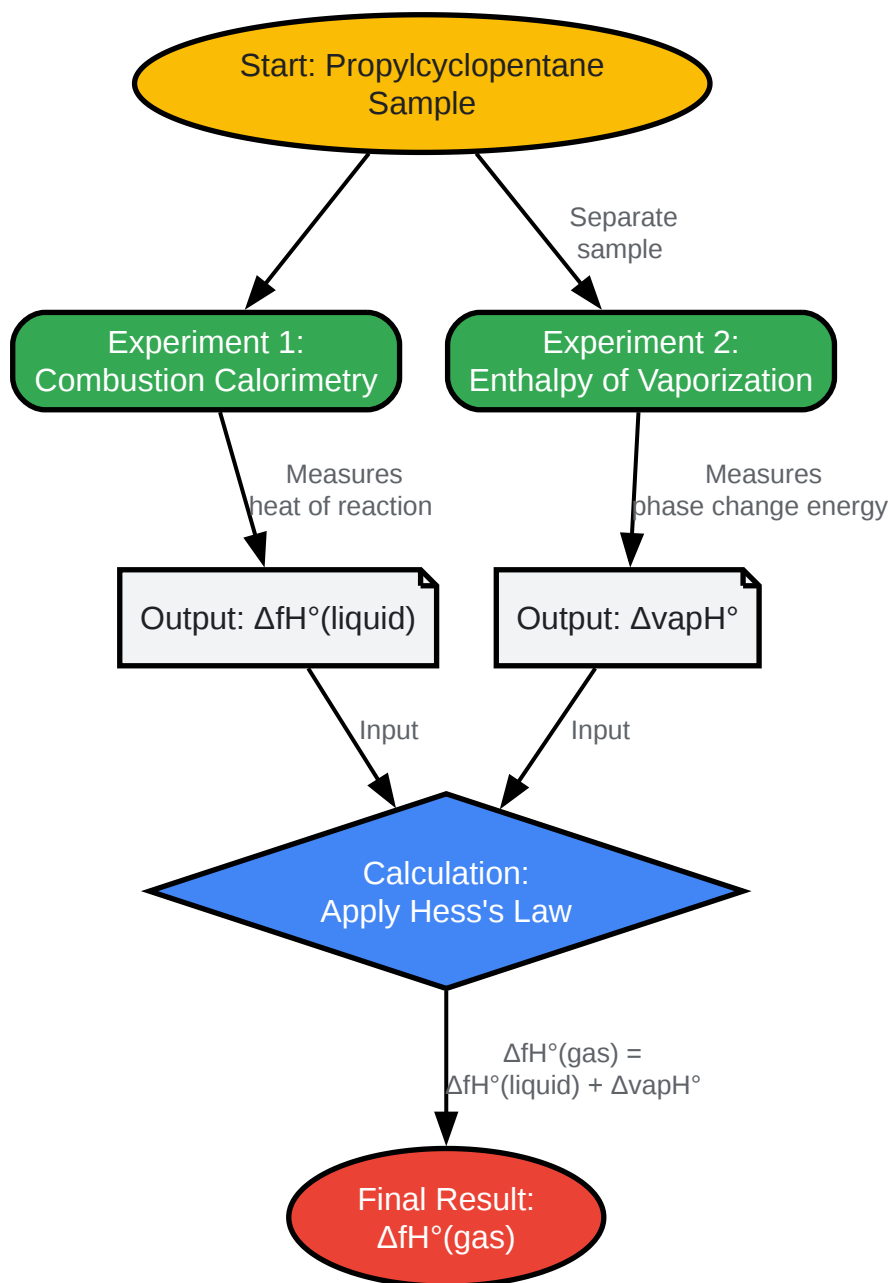 Start: Propylcyclopentane
Sample
Separate
sample
Experiment 1:
Combustion Calorimetry
Experiment 2:
Enthalpy of Vaporization
Measures
heat of reaction
Measures
phase change energy
Output: ΔfH°(liquid)
Output: ΔvapH°
Input
Input
Calculation:
Apply Hess's Law
ΔfH°(gas) =
ΔfH°(liquid) + ΔvapH°
Final Result:
ΔfH°(gas)